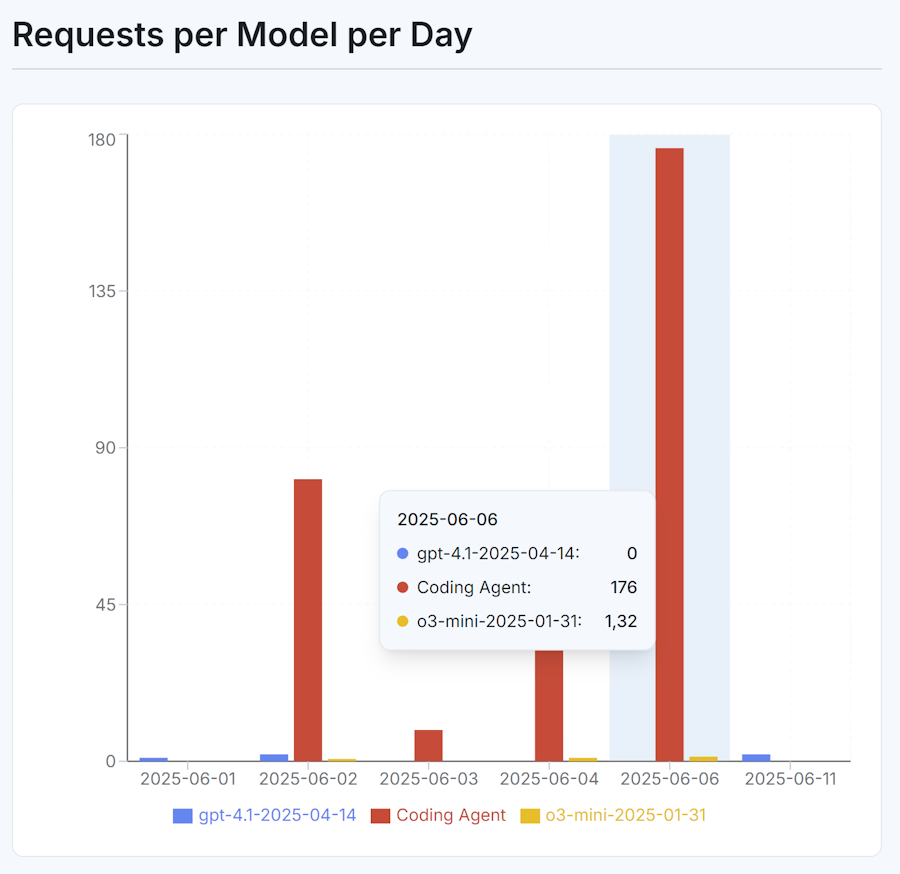 Requests per Model per Day
180
135
90
45
0
2025-06-06
gpt-4.1-2025-04-14: 0
Coding Agent: 176
o3-mini-2025-01-31: 1,32
2025-06-01 2025-06-02 2025-06-03 2025-06-04 2025-06-06 2025-06-11
gpt-4.1-2025-04-14 Coding Agent o3-mini-2025-01-31